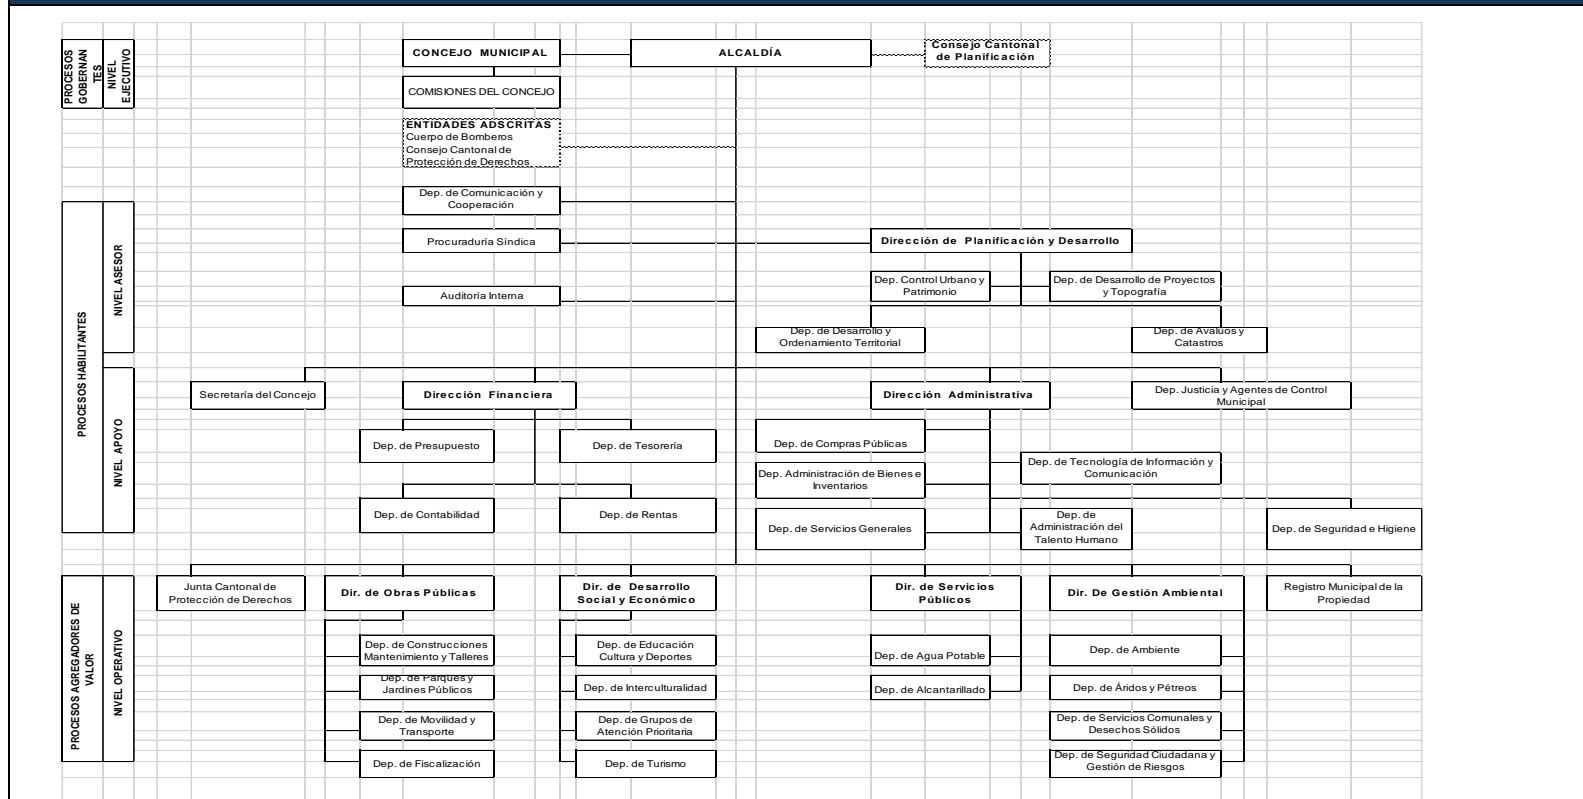 PROCESOS
GOBERNAN
TES
NIVEL
EJECUTIVO
CONCEJO MUNICIPAL
ALCALDÍA
Consejo Cantonal
de Planificación
COMISIONES DEL CONCEJO
ENTIDADES ADSCRITAS
Cuerpo de Bomberos
Consejo Cantonal de
Protección de Derechos
PROCESOS HABILITANTES
NIVEL ASESOR
Dep. de Comunicación y
Cooperación
Procuraduría Síndica
Dirección de Planificación y Desarrollo
Auditoría Interna
Dep. Control Urbano y
Patrimonio
Dep. de Desarrollo de Proyectos
y Topografía
Dep. de Desarrollo y
Ordenamiento Territorial
Dep. de Avalúos y
Catastros
NIVEL APOYO
Secretaría del Concejo
Dirección Financiera
Dirección Administrativa
Dep. Justicia y Agentes de Control
Municipal
Dep. de Presupuesto
Dep. de Tesorería
Dep. de Compras Públicas
Dep. de Tecnología de Información y
Comunicación
Dep. Administración de Bienes e
Inventarios
Dep. de Contabilidad
Dep. de Rentas
Dep. de Servicios Generales
Dep. de
Administración del
Talento Humano
Dep. de Seguridad e Higiene
PROCESOS AGREGADORES DE
VALOR
NIVEL OPERATIVO
Junta Cantonal de
Protección de Derechos
Dir. de Obras Públicas
Dir. de Desarrollo
Social y Económico
Dir. de Servicios
Públicos
Dir. De Gestión Ambiental
Registro Municipal de la
Propiedad
Dep. de Construcciones
Mantenimiento y Talleres
Dep. de Educación
Cultura y Deportes
Dep. de Agua Potable
Dep. de Ambiente
Dep. de Parques y
Jardines Públicos
Dep. de Interculturalidad
Dep. de Alcantarillado
Dep. de Áridos y Pétreos
Dep. de Movilidad y
Transporte
Dep. de Grupos de
Atención Prioritaria
Dep. de Servicios Comunales y
Desechos Sólidos
Dep. de Fiscalización
Dep. de Turismo
Dep. de Seguridad Ciudadana y
Gestión de Riesgos